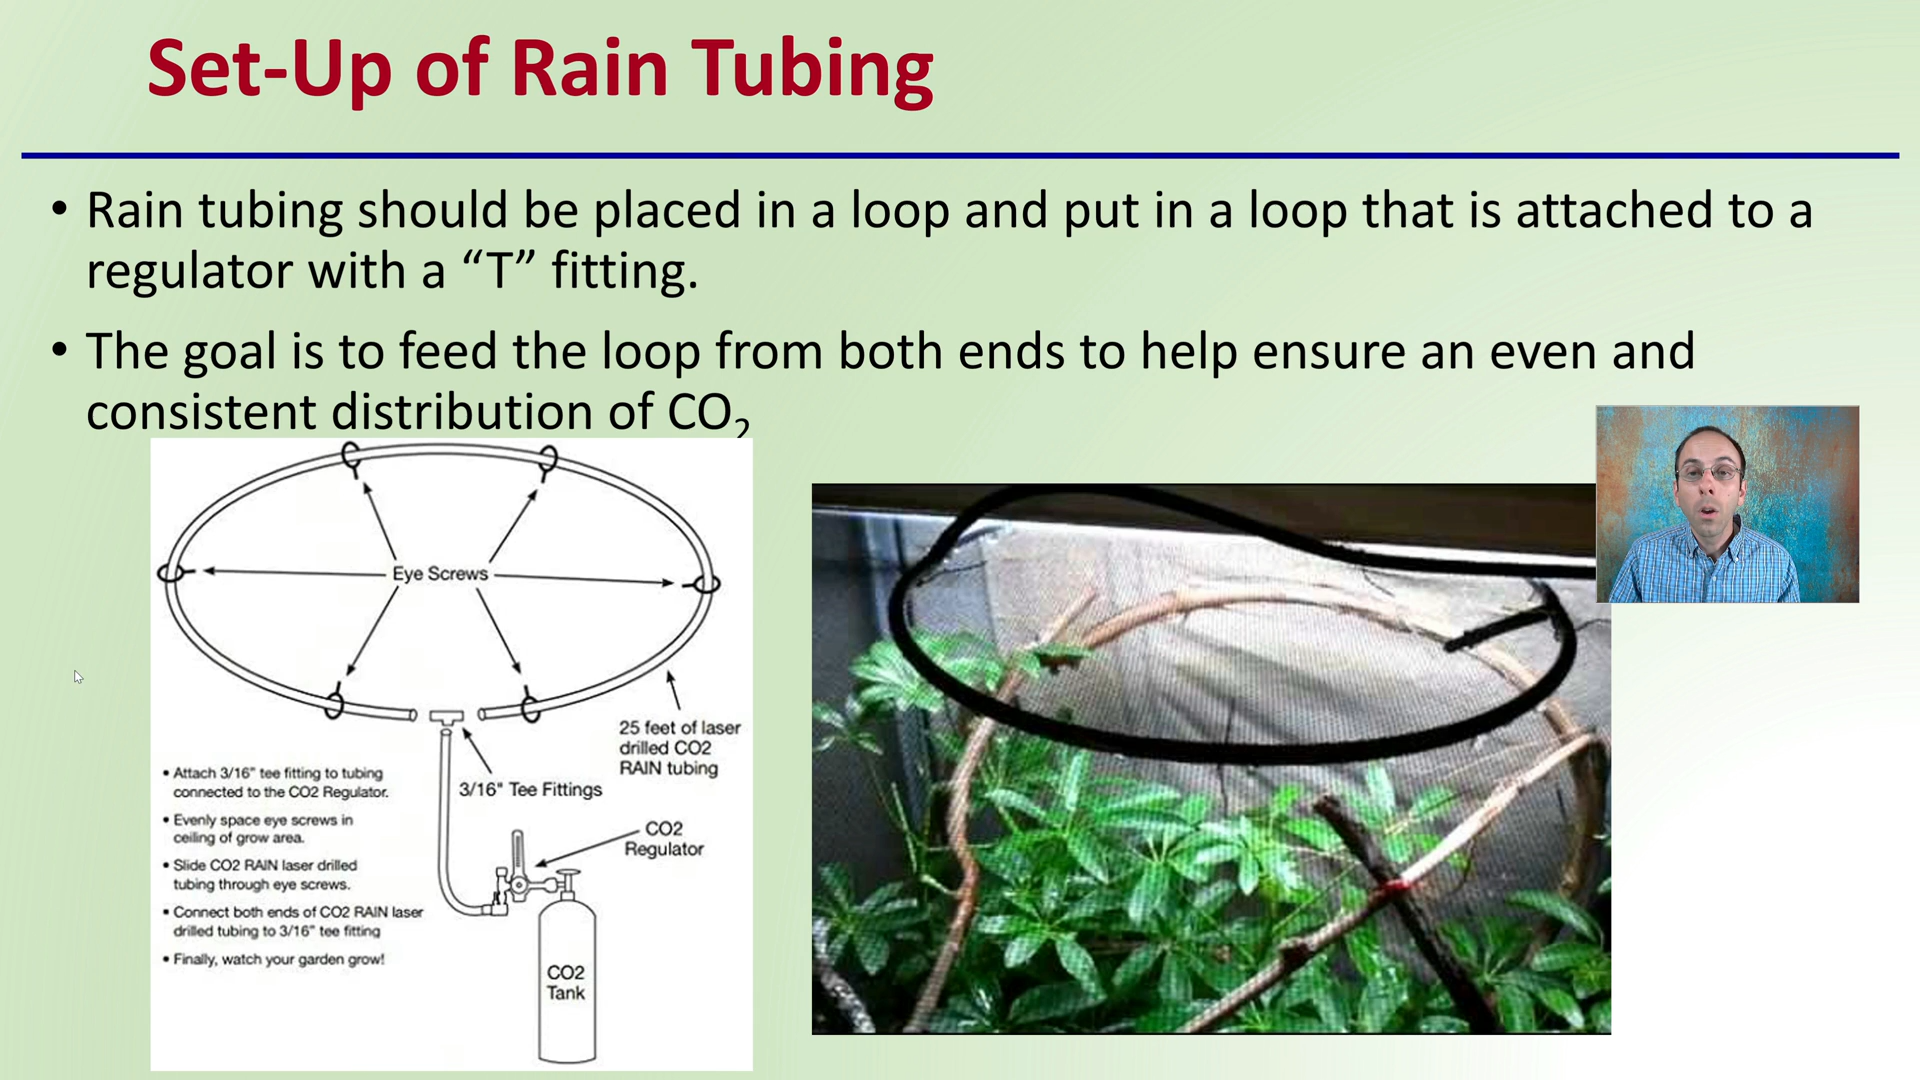 Set-Up of Rain Tubing
• Rain tubing should be placed in a loop and put in a loop that is attached to a
regulator with a “T” fitting.
• The goal is to feed the loop from both ends to help ensure an even and
consistent distribution of CO₂
Eye Screws
25 feet of laser
drilled CO2
RAIN tubing
3/16" Tee Fittings
CO2
Regulator
• Attach 3/16" tee fitting to tubing
connected to the CO2 Regulator.
• Evenly space eye screws in
ceiling of grow area.
• Slide CO2 RAIN laser drilled
tubing through eye screws.
• Connect both ends of CO2 RAIN laser
drilled tubing to 3/16" tee fitting
• Finally, watch your garden grow!
CO2
Tank